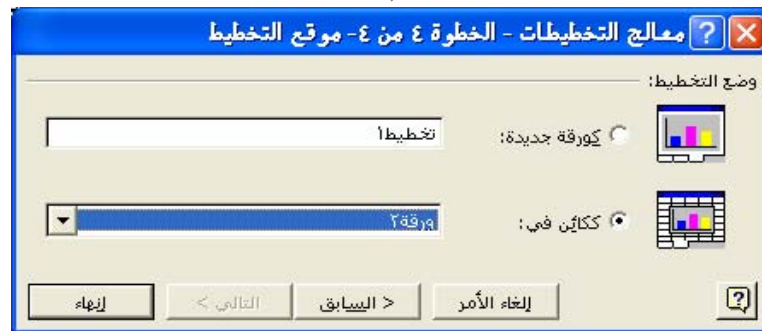 معالج التخطيطات - الخطوة ٤ من ٤- موقع التخطيط
وضع التخطيط:
كورقة جديدة: تخطيط١
ككائن في: ورقة٢
إلغاء الأمر < السابق التالي > إنهاء